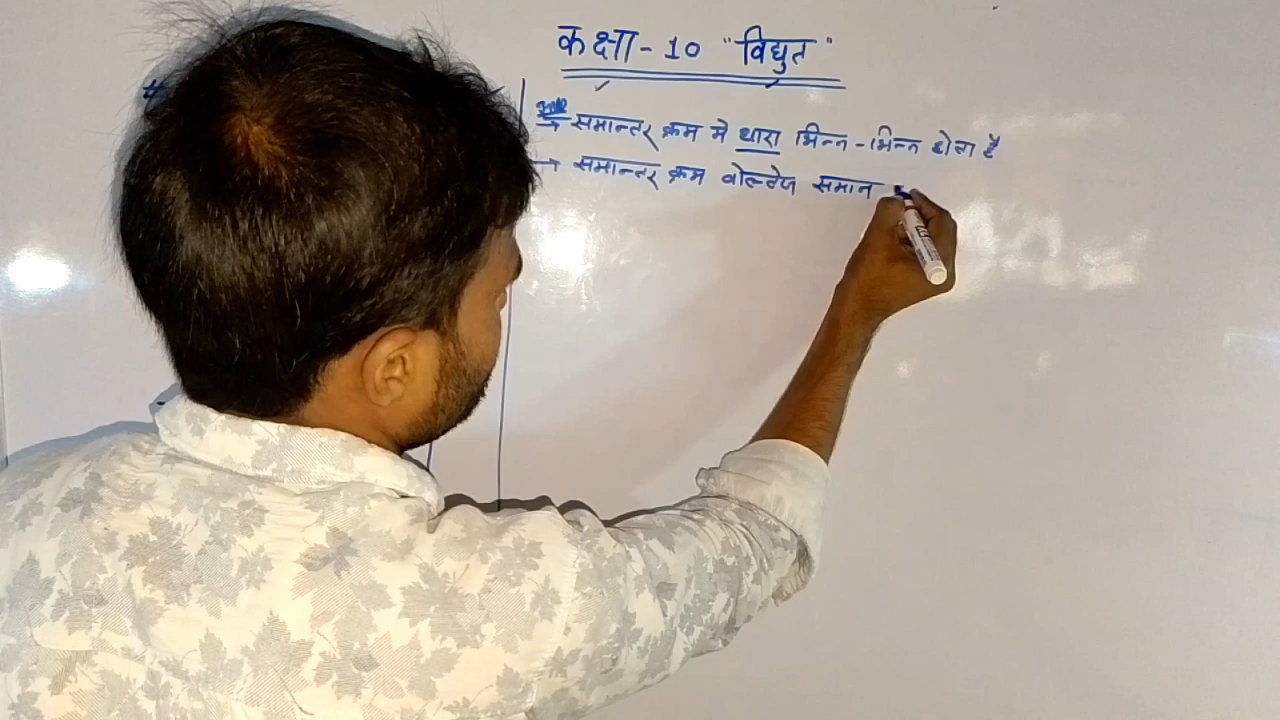 कक्षा - 10 "विद्युत"
#
→ समान्तर क्रम मे धारा भिन्न - भिन्न होता है
→ समान्तर क्रम वोल्तेज समान